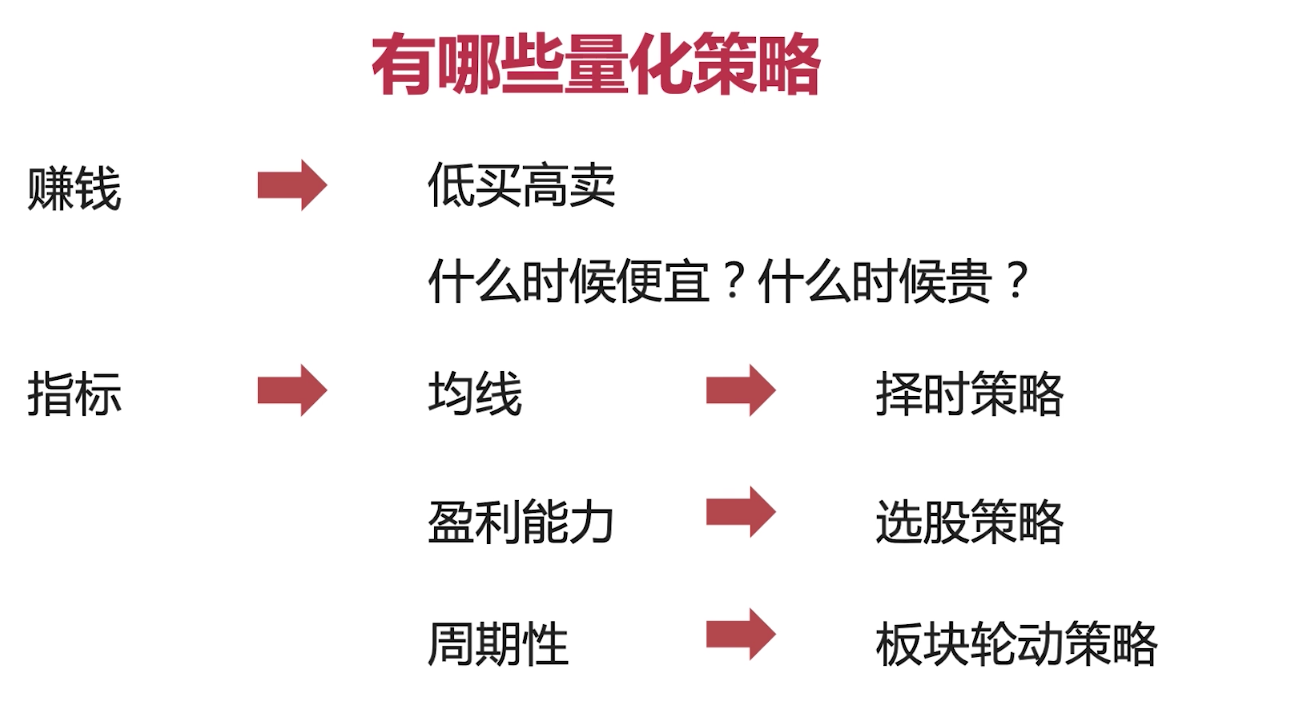 有哪些量化策略
赚钱 低买高卖
什么时候便宜？什么时候贵？
指标 均线 择时策略
盈利能力 选股策略
周期性 板块轮动策略